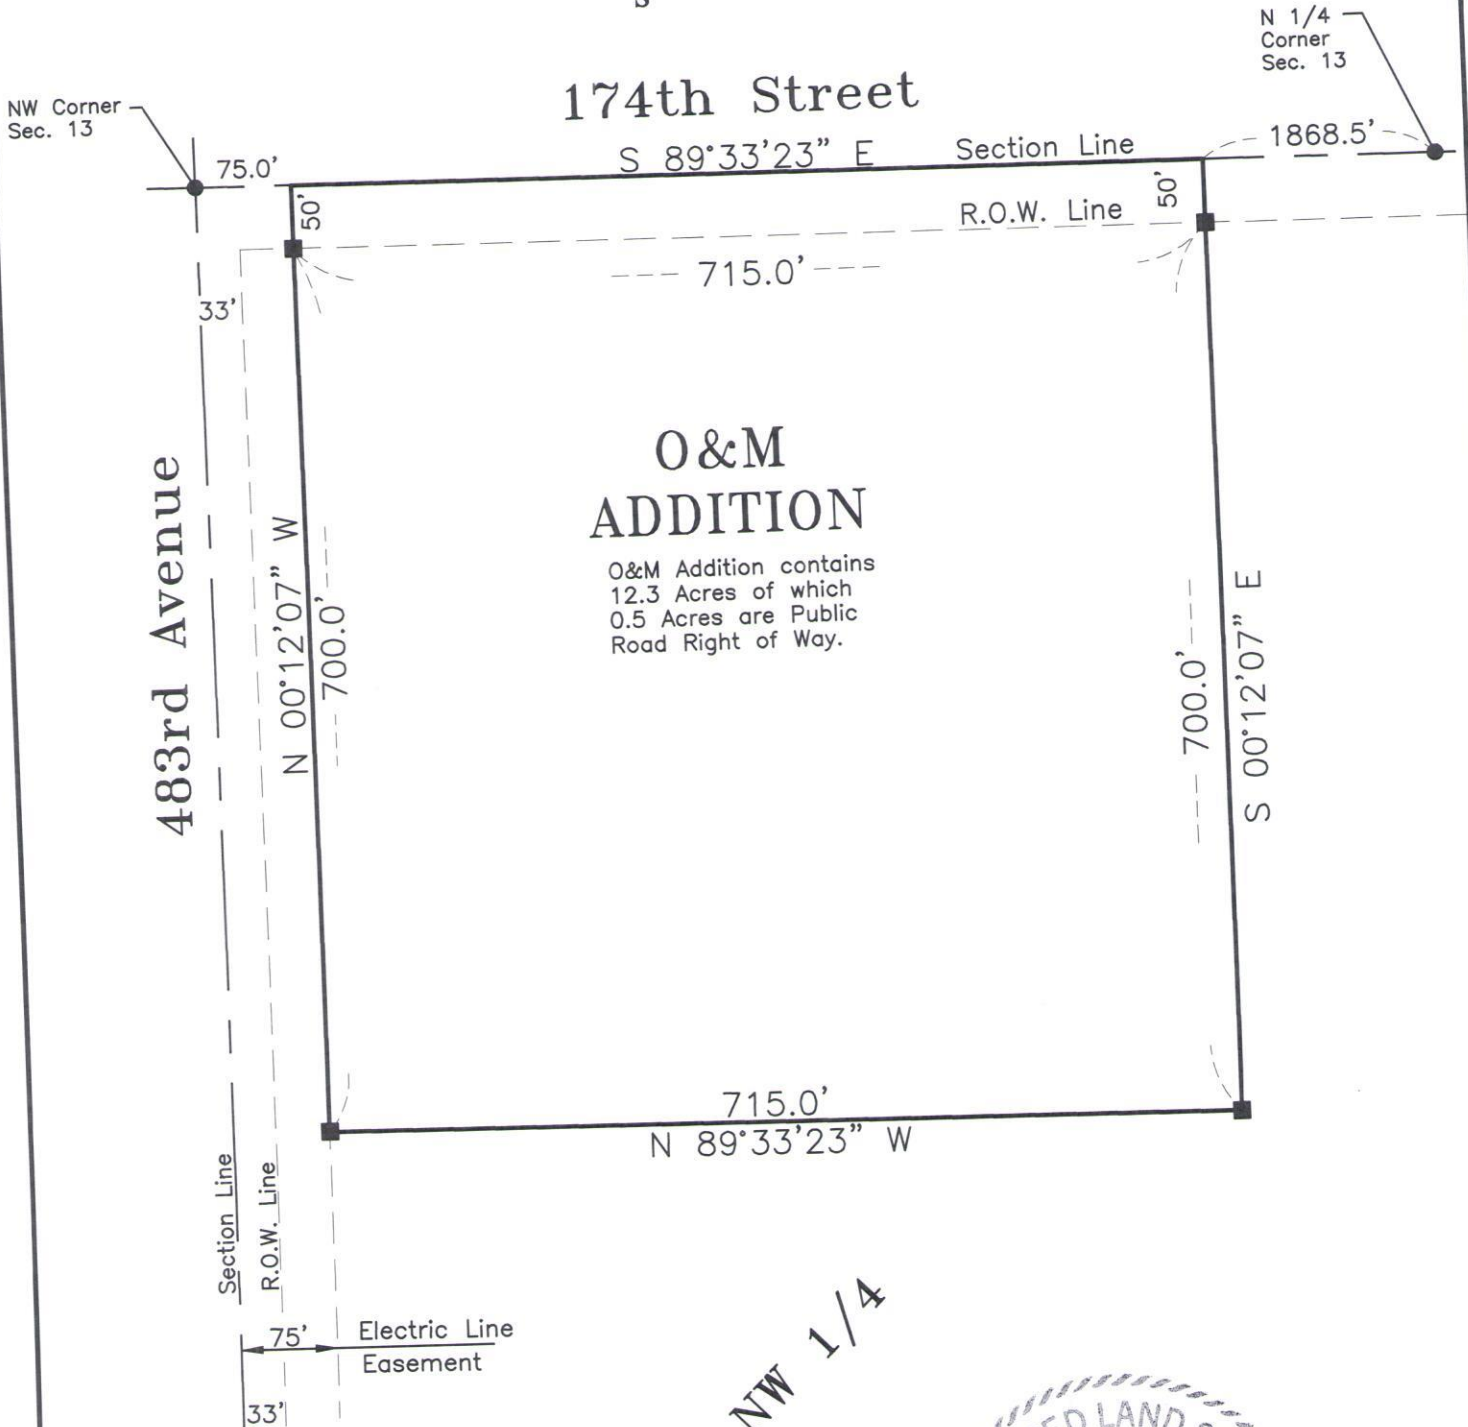 S
N 1/4
Corner
Sec. 13
174th Street
NW Corner
Sec. 13
1868.5'
75.0'
S 89°33'23" E
Section Line
50'
50'
R.O.W. Line
715.0'
33'
O&M
ADDITION
O&M Addition contains
12.3 Acres of which
0.5 Acres are Public
Road Right of Way.
483rd Avenue
N 00°12'07" W
700.0'
700.0'
S 00°12'07" E
715.0'
N 89°33'23" W
Section Line
R.O.W. Line
75'
Electric Line
Easement
33'
NW 1/4
LAND